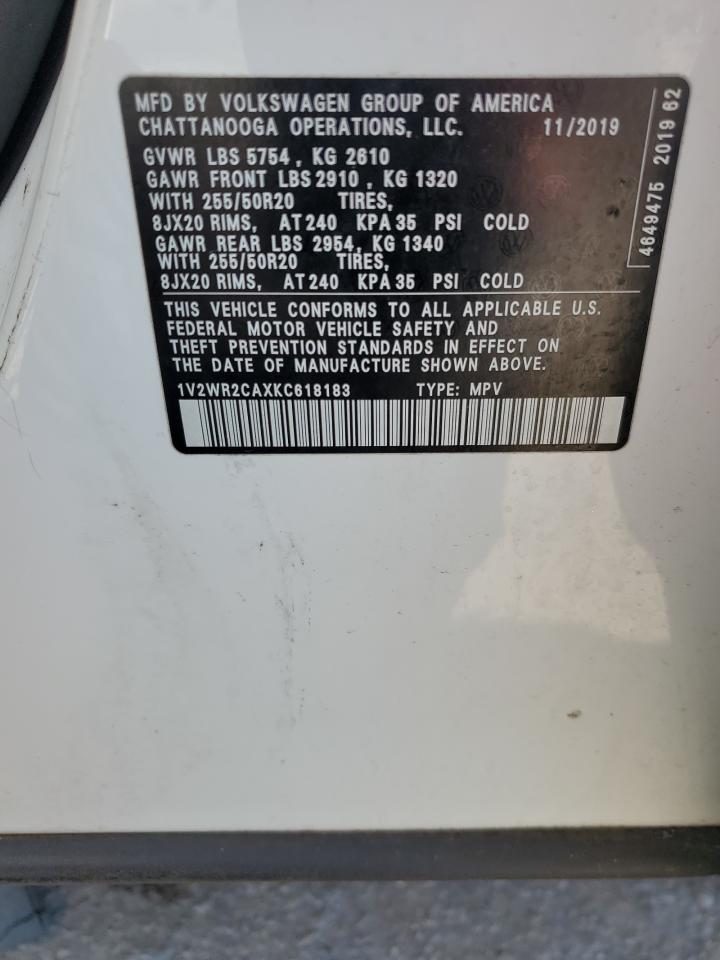 MFD BY VOLKSWAGEN GROUP OF AMERICA
CHATTANOOGA OPERATIONS, LLC. 11/2019
GVWR LBS 5754 , KG 2610
GAWR FRONT LBS 2910 , KG 1320
WITH 255/50R20 TIRES,
8JX20 RIMS, AT 240 KPA 35 PSI COLD
GAWR REAR LBS 2954 , KG 1340
WITH 255/50R20 TIRES,
8JX20 RIMS, AT 240 KPA 35 PSI COLD
THIS VEHICLE CONFORMS TO ALL APPLICABLE U.S.
FEDERAL MOTOR VEHICLE SAFETY AND
THEFT PREVENTION STANDARDS IN EFFECT ON
THE DATE OF MANUFACTURE SHOWN ABOVE.
1V2WR2CAXKC618183 TYPE: MPV
4649475 2019 62